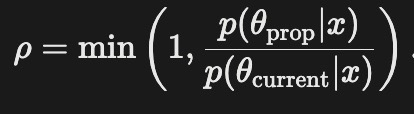 ρ = min (1, p(θ_prop|x) / p(θ_current|x)).